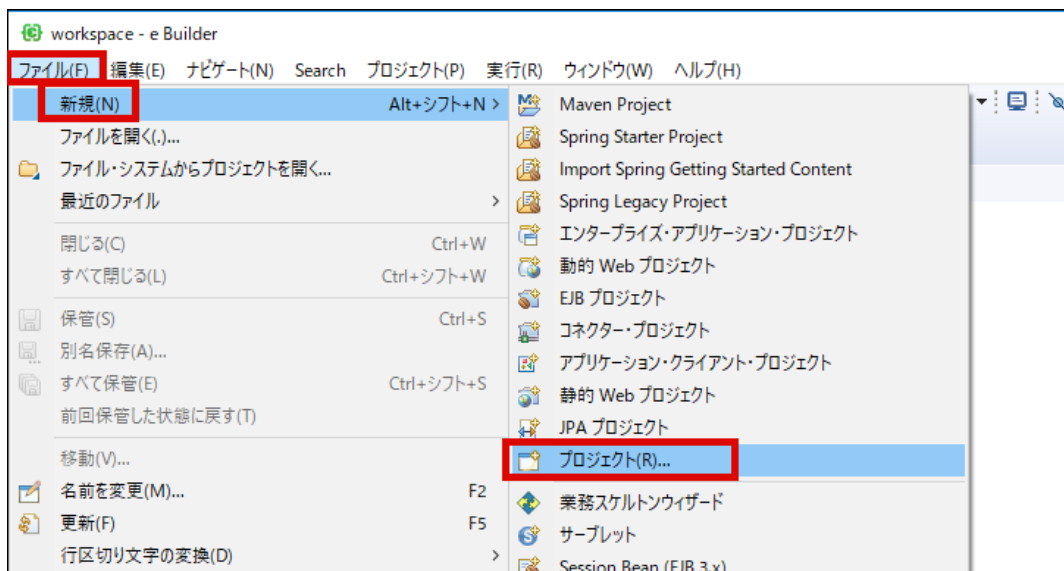 workspace - e Builder
ファイル(F) 編集(E) ナビゲート(N) Search プロジェクト(P) 実行(R) ウィンドウ(W) ヘルプ(H)
新規(N) Alt+シフト+N >
ファイルを開く(.)...
ファイル・システムからプロジェクトを開く...
最近のファイル >
閉じる(C) Ctrl+W
すべて閉じる(L) Ctrl+シフト+W
保管(S) Ctrl+S
別名保存(A)...
すべて保管(E) Ctrl+シフト+S
前回保管した状態に戻す(T)
移動(V)...
名前を変更(M)... F2
更新(F) F5
行区切り文字の変換(D) >
Maven Project
Spring Starter Project
Import Spring Getting Started Content
Spring Legacy Project
エンタープライズ・アプリケーション・プロジェクト
動的 Web プロジェクト
EJB プロジェクト
コネクター・プロジェクト
アプリケーション・クライアント・プロジェクト
静的 Web プロジェクト
JPA プロジェクト
プロジェクト(R)...
業務スケルトンウィザード
サーブレット
Session Bean (EJB 3.x)